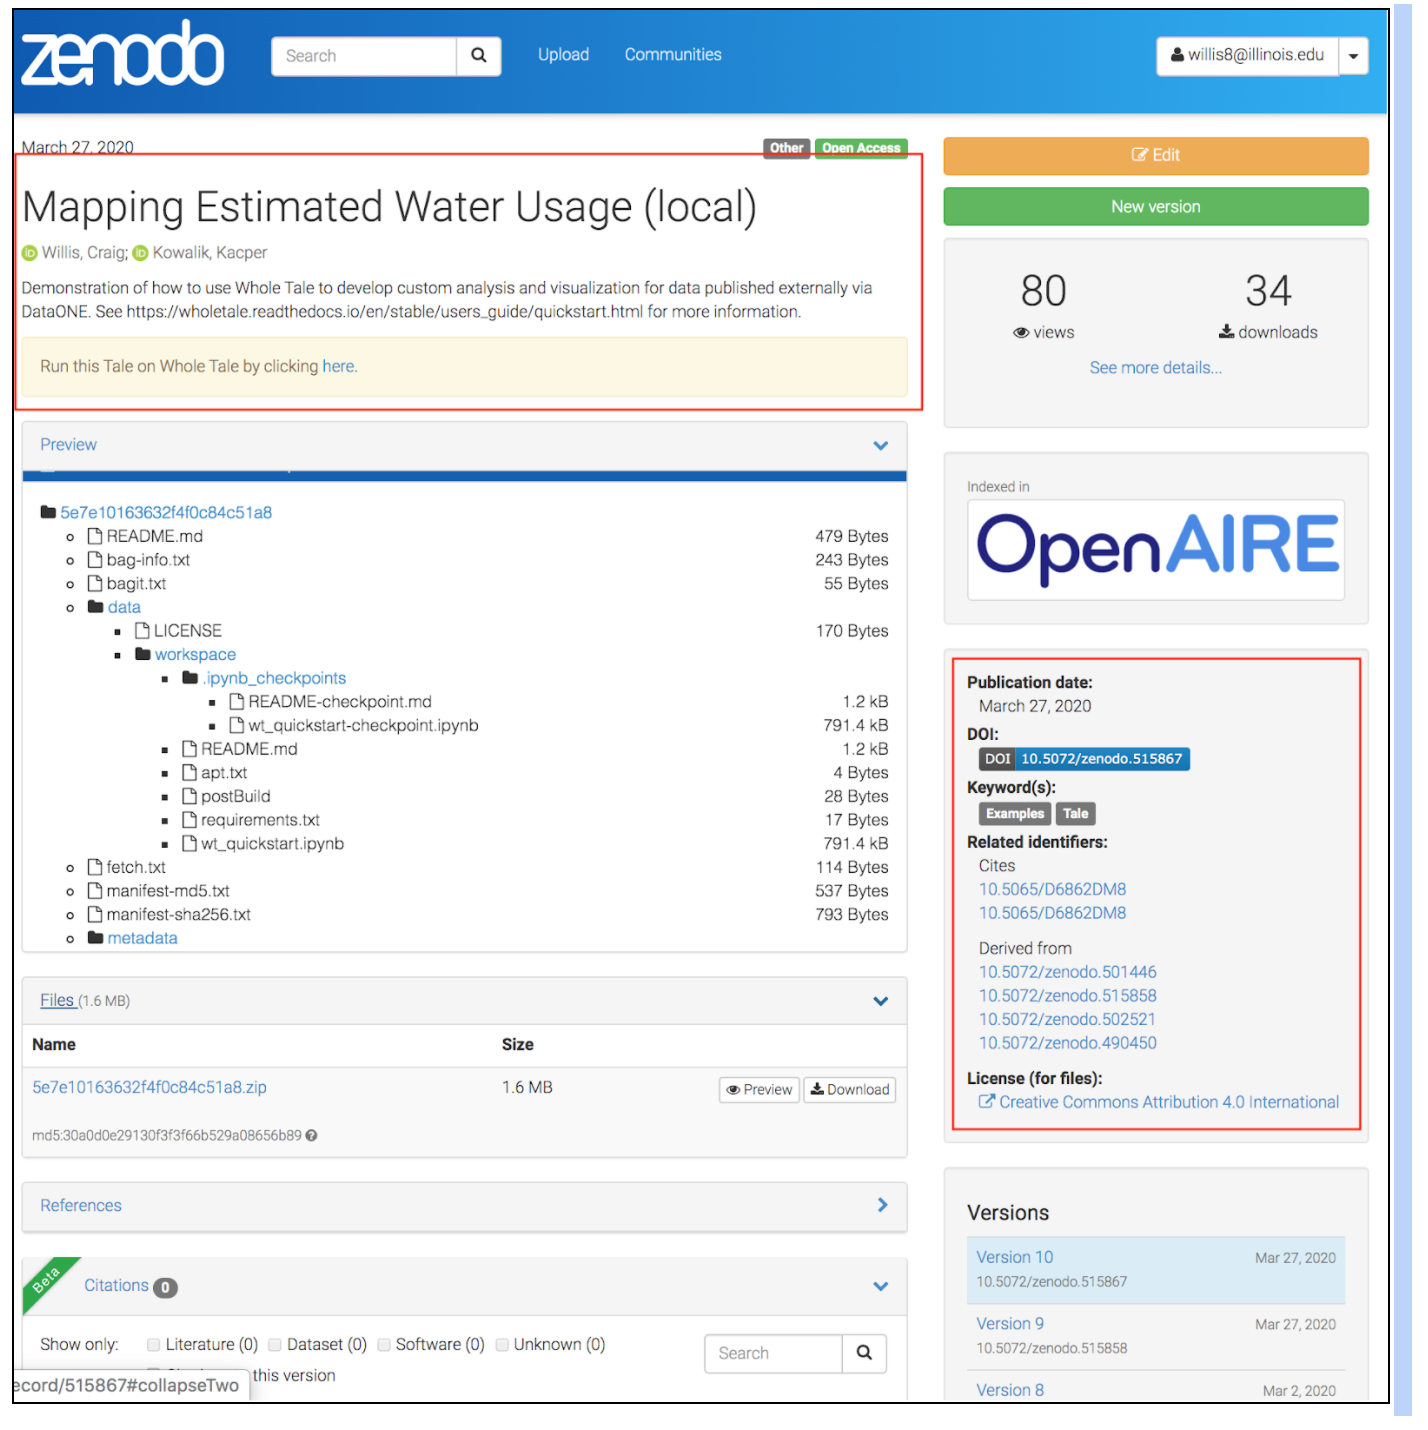 zenodo
Search
Upload
Communities
willis8@illinois.edu
March 27, 2020
Other
Open Access
Mapping Estimated Water Usage (local)
iD Willis, Craig; iD Kowalik, Kacper
Demonstration of how to use Whole Tale to develop custom analysis and visualization for data published externally via
DataONE. See https://wholetale.readthedocs.io/en/stable/users_guide/quickstart.html for more information.
Run this Tale on Whole Tale by clicking here.
Preview
5e7e10163632f4f0c84c51a8
README.md 479 Bytes
bag-info.txt 243 Bytes
bagit.txt 55 Bytes
data
LICENSE 170 Bytes
workspace
.ipynb_checkpoints
README-checkpoint.md 1.2 kB
wt_quickstart-checkpoint.ipynb 791.4 kB
README.md 1.2 kB
apt.txt 4 Bytes
postBuild 28 Bytes
requirements.txt 17 Bytes
wt_quickstart.ipynb 791.4 kB
fetch.txt 114 Bytes
manifest-md5.txt 537 Bytes
manifest-sha256.txt 793 Bytes
metadata
Files (1.6 MB)
Name Size
5e7e10163632f4f0c84c51a8.zip 1.6 MB Preview Download
md5:30a0d0e29130f3f3f66b529a08656b89
References
Beta
Citations 0
Show only: Literature (0) Dataset (0) Software (0) Unknown (0)
Search
this version
ecord/515867#collapseTwo
Edit
New version
80 34
views downloads
See more details...
Indexed in
OpenAIRE
Publication date:
March 27, 2020
DOI:
DOI 10.5072/zenodo.515867
Keyword(s):
Examples Tale
Related identifiers:
Cites
10.5065/D6862DM8
10.5065/D6862DM8
Derived from
10.5072/zenodo.501446
10.5072/zenodo.515858
10.5072/zenodo.502521
10.5072/zenodo.490450
License (for files):
Creative Commons Attribution 4.0 International
Versions
Version 10 Mar 27, 2020
10.5072/zenodo.515867
Version 9 Mar 27, 2020
10.5072/zenodo.515858
Version 8 Mar 2, 2020